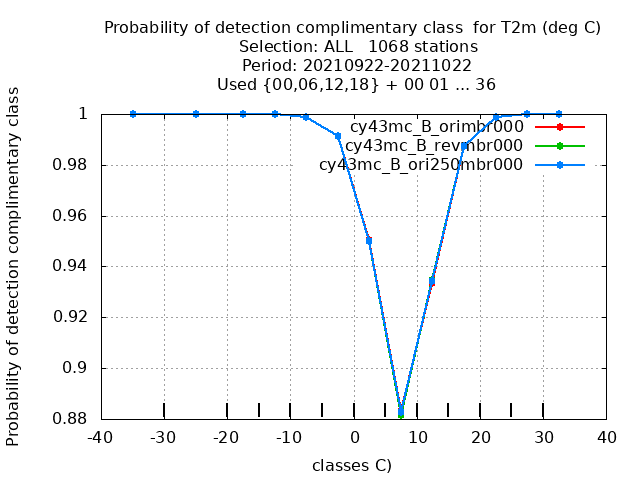 Probability of detection complimentary class  for T2m (deg C)
Selection: ALL   1068 stations
Period: 20210922-20211022
Used {00,06,12,18} + 00 01 ... 36
Probability of detection complimentary class
1
0.98
0.96
0.94
0.92
0.9
0.88
cy43mc_B_orimbr000
cy43mc_B_revmbr000
cy43mc_B_ori250mbr000
-40 -30 -20 -10 0 10 20 30 40
classes C)